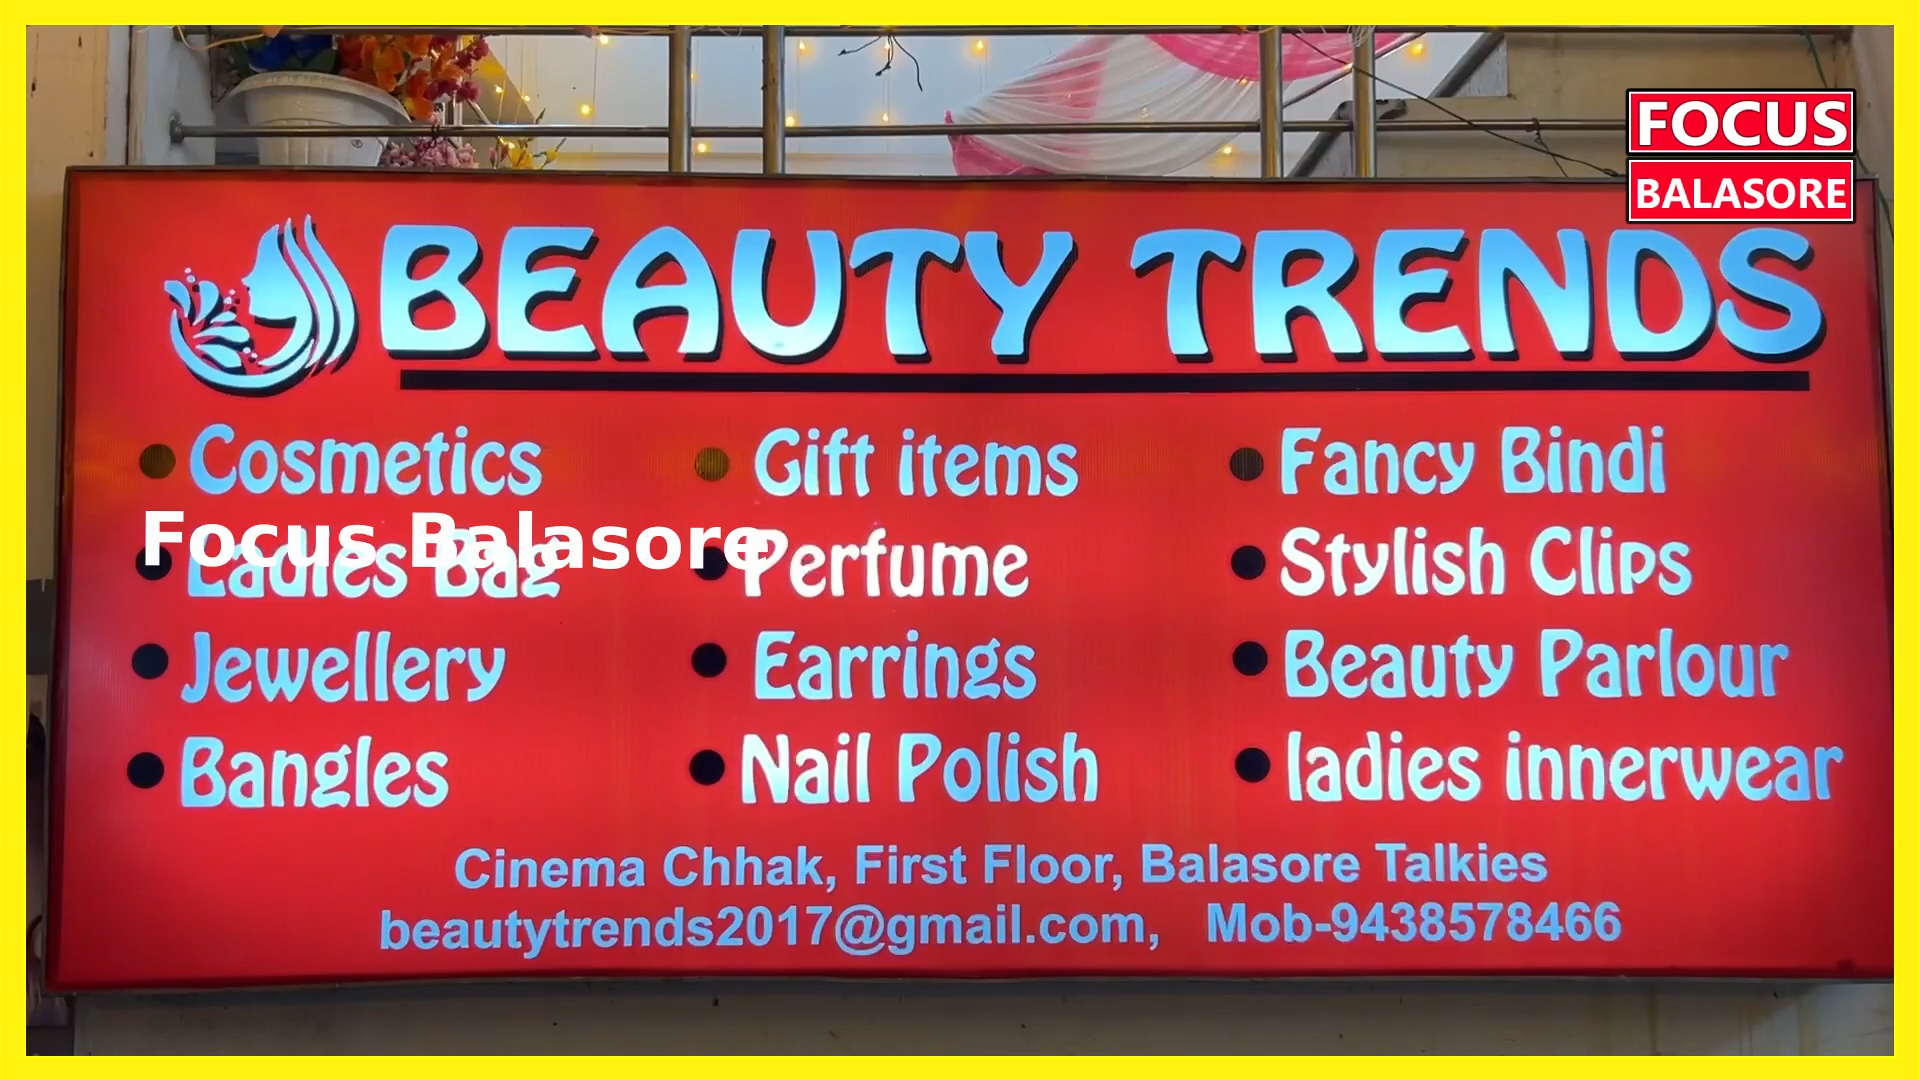 FOCUS
BALASORE
BEAUTY TRENDS
Cosmetics
Gift items
Fancy Bindi
Focus Balasore
Ladies Bag
Perfume
Stylish Clips
Jewellery
Earrings
Beauty Parlour
Bangles
Nail Polish
ladies innerwear
Cinema Chhak, First Floor, Balasore Talkies
beautytrends2017@gmail.com, Mob-9438578466